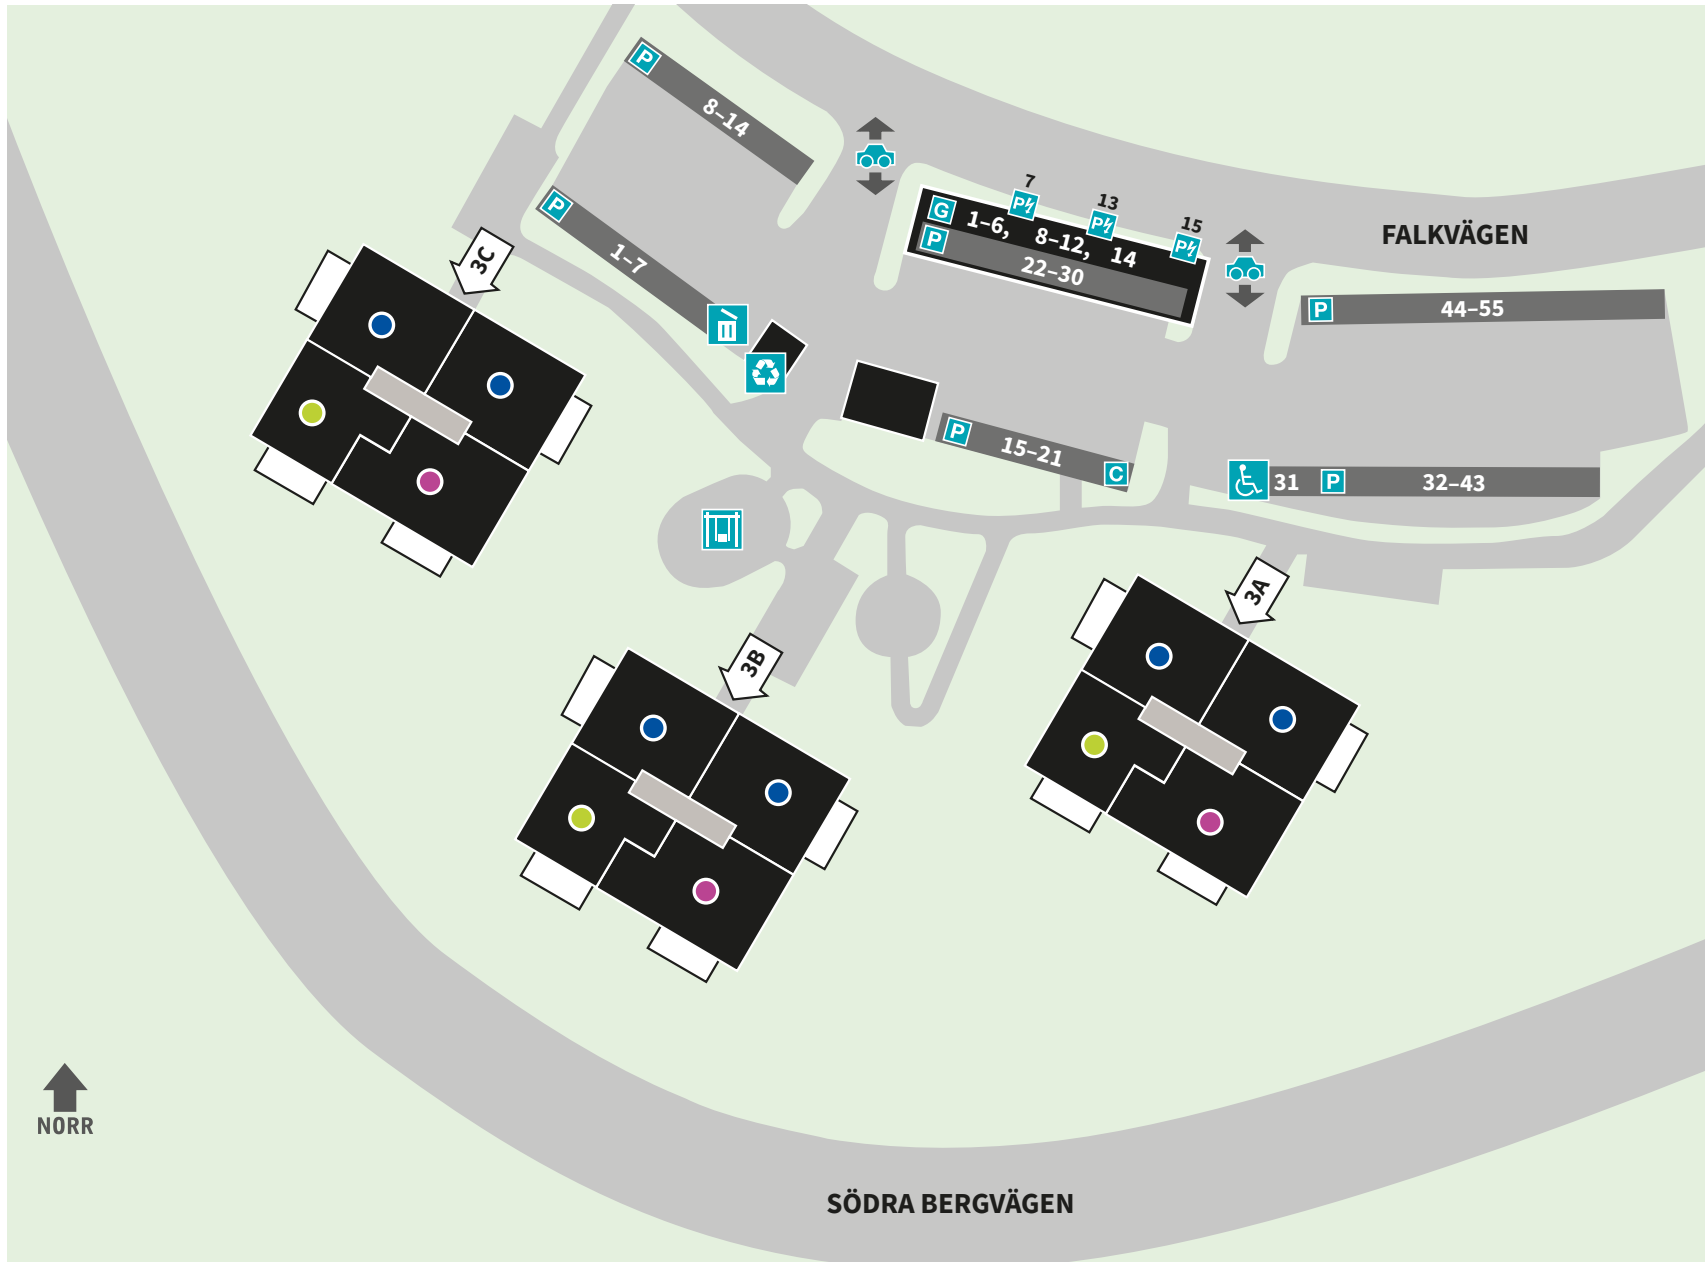 P
8–14
P
1–7
3C
7
13
15
G
P
P
P
1–6, 8–12, 14
P
22–30
FALKVÄGEN
P
44–55
P
15–21
C
31
P
32–43
3A
3B
NORR
SÖDRA BERGVÄGEN